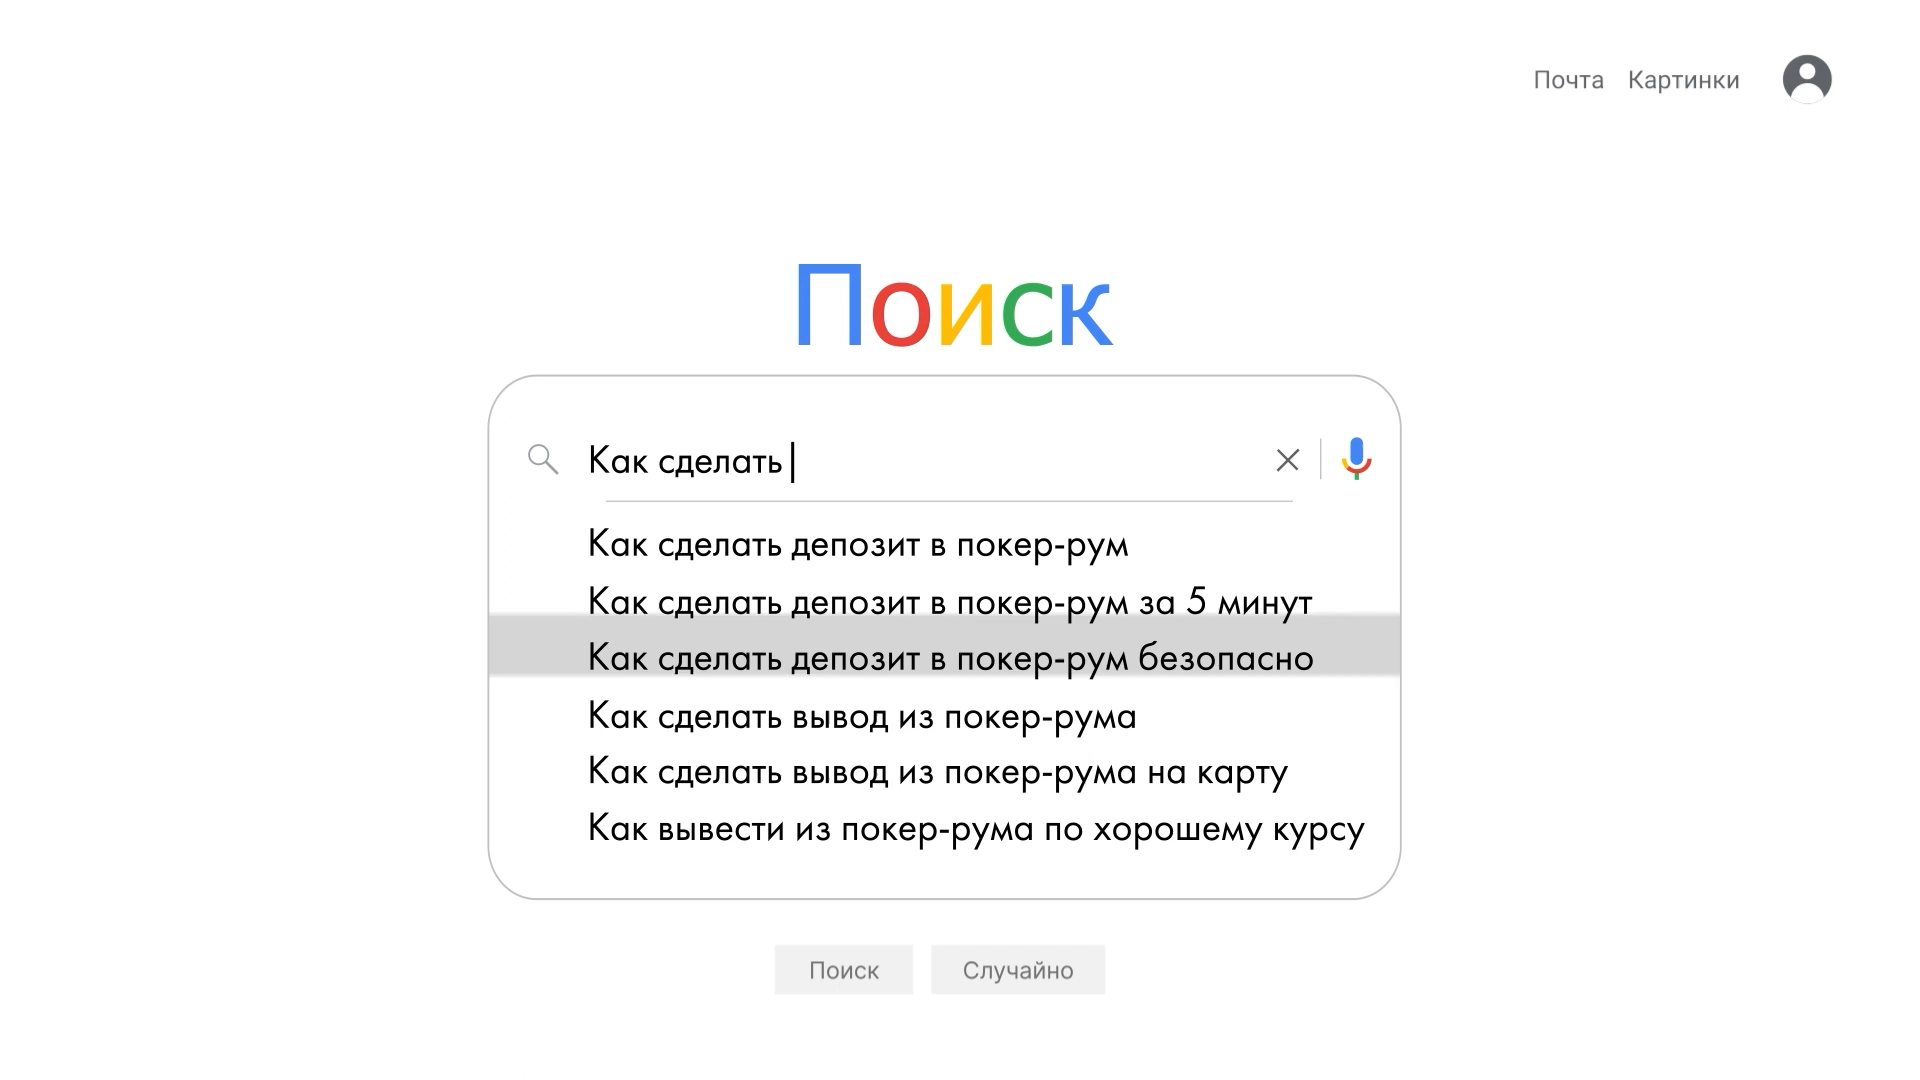 Почта Картинки
Поиск
Как сделать
Как сделать депозит в покер-рум
Как сделать депозит в покер-рум за 5 минут
Как сделать депозит в покер-рум безопасно
Как сделать вывод из покер-рума
Как сделать вывод из покер-рума на карту
Как вывести из покер-рума по хорошему курсу
Поиск Случайно